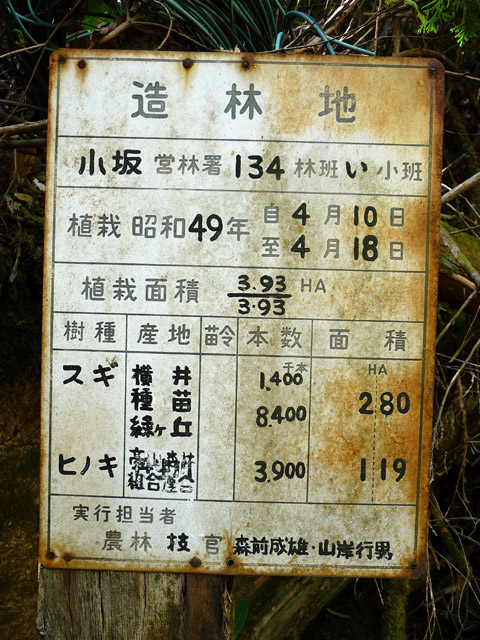 造林地
小坂 営林署 134 林班 い 小班
植栽 昭和49年 自 4 月 10 日
至 4 月 18 日
植栽面積 3.93 HA
3.93
樹種 産地 苗令 本数 面積
スギ 横井 千本 1.400 HA
種苗 8.400 2 80
緑ヶ丘
ヒノキ 3.900 1 19
組合
実行担当者
農林技官 森前成雄・山岸行男